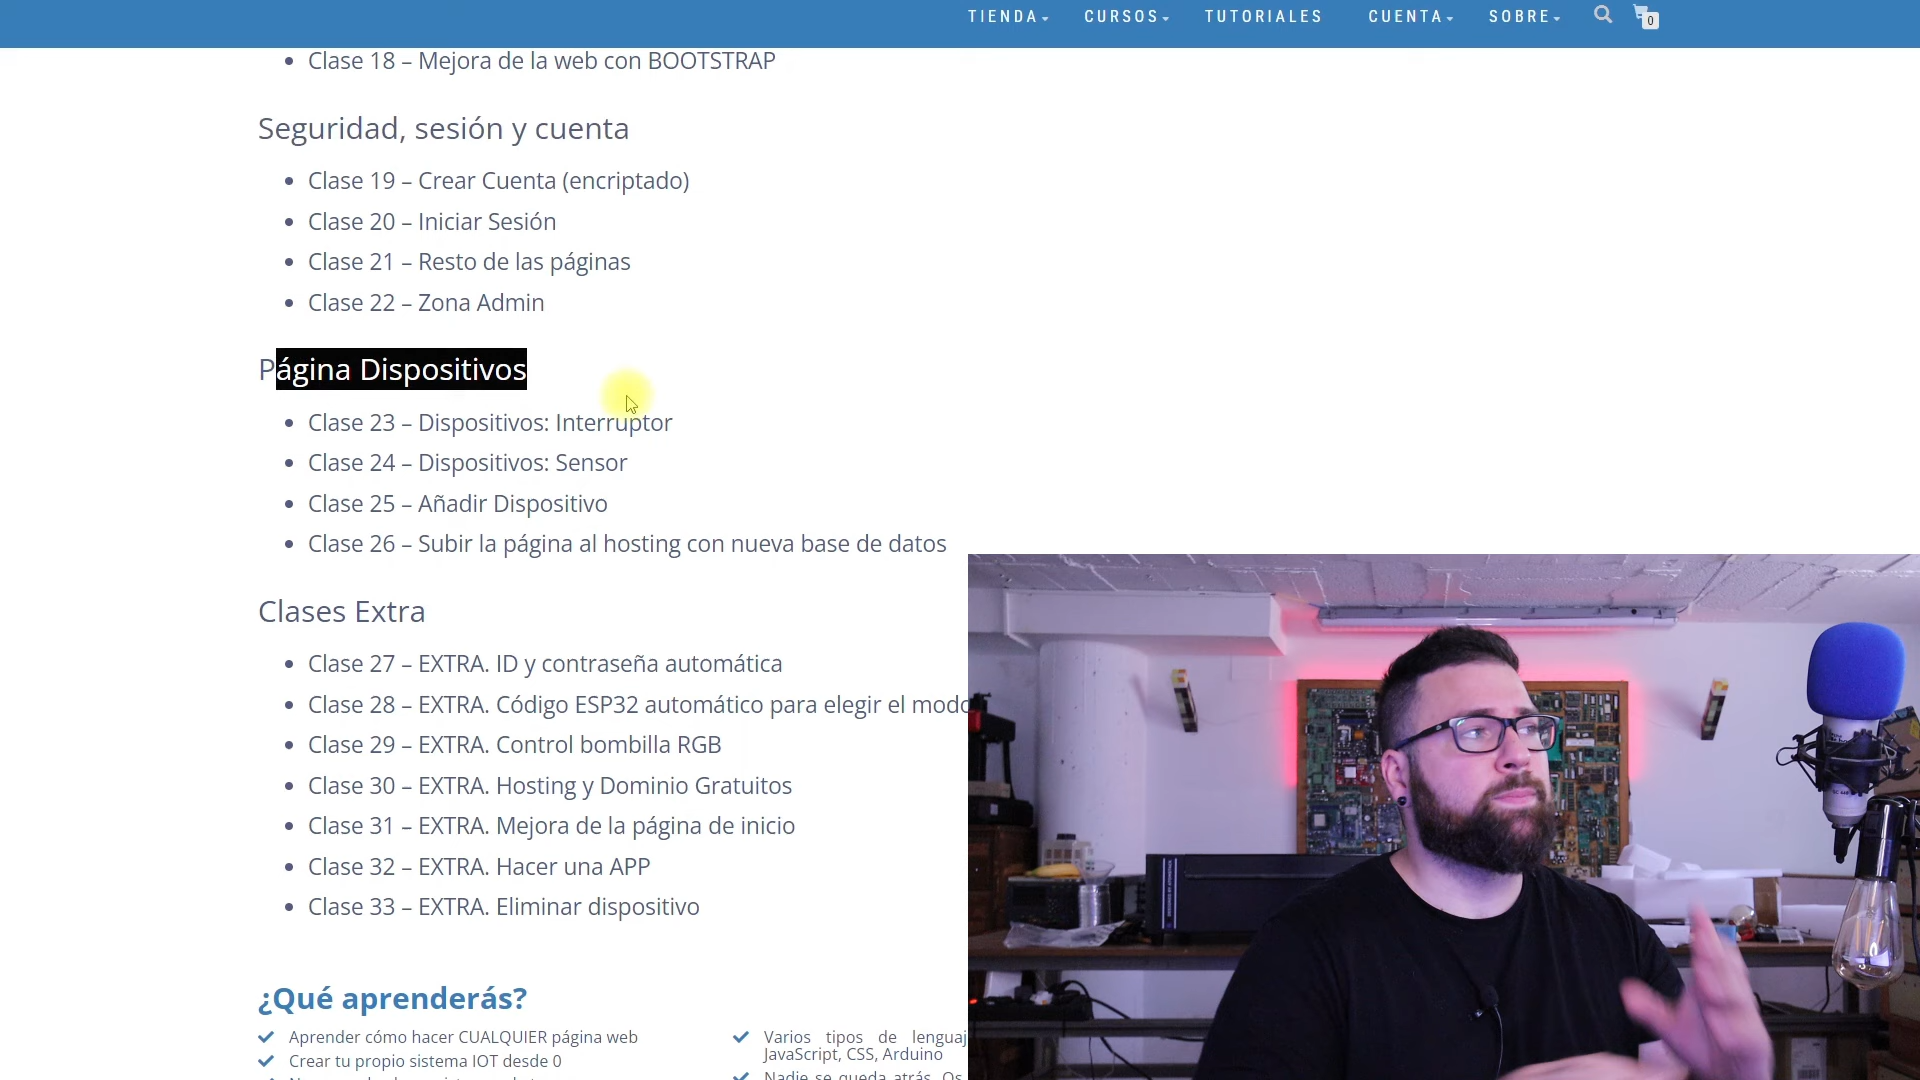 TIENDA CURSOS TUTORIALES CUENTA SOBRE 0
Clase 18 – Mejora de la web con BOOTSTRAP
Seguridad, sesión y cuenta
Clase 19 – Crear Cuenta (encriptado)
Clase 20 – Iniciar Sesión
Clase 21 – Resto de las páginas
Clase 22 – Zona Admin
Página Dispositivos
Clase 23 – Dispositivos: Interruptor
Clase 24 – Dispositivos: Sensor
Clase 25 – Añadir Dispositivo
Clase 26 – Subir la página al hosting con nueva base de datos
Clases Extra
Clase 27 – EXTRA. ID y contraseña automática
Clase 28 – EXTRA. Código ESP32 automático para elegir el modo
Clase 29 – EXTRA. Control bombilla RGB
Clase 30 – EXTRA. Hosting y Dominio Gratuitos
Clase 31 – EXTRA. Mejora de la página de inicio
Clase 32 – EXTRA. Hacer una APP
Clase 33 – EXTRA. Eliminar dispositivo
¿Qué aprenderás?
Aprender cómo hacer CUALQUIER página web
Crear tu propio sistema IOT desde 0
Varios tipos de lenguaj
JavaScript, CSS, Arduino
Nadie se queda atrás. Os